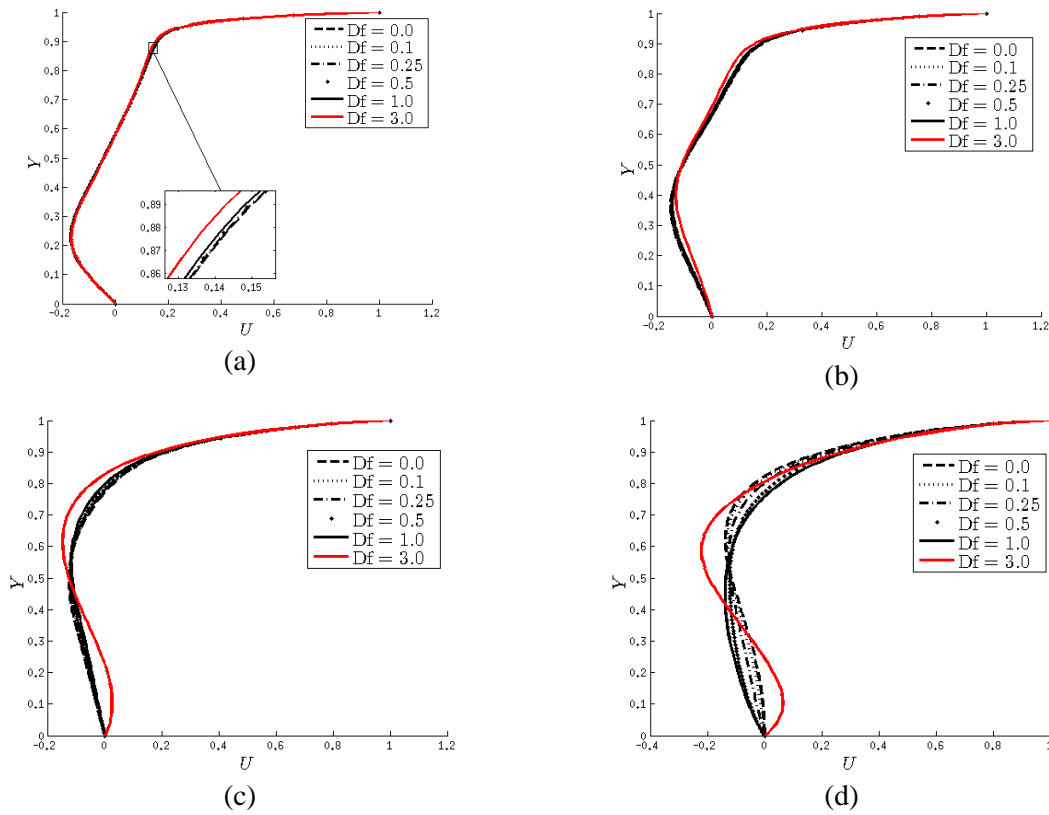 1
0.9
0.8
0.7
0.6
0.5
0.4
0.3
0.2
0.1
0
Y
-0.2 0 0.2 0.4 0.6 0.8 1 1.2
U
Df = 0.0
Df = 0.1
Df = 0.25
Df = 0.5
Df = 1.0
Df = 3.0
0.89
0.88
0.87
0.86
0.13 0.14 0.15
(a)
1
0.9
0.8
0.7
0.6
0.5
0.4
0.3
0.2
0.1
0
Y
-0.2 0 0.2 0.4 0.6 0.8 1 1.2
U
Df = 0.0
Df = 0.1
Df = 0.25
Df = 0.5
Df = 1.0
Df = 3.0
(b)
1
0.9
0.8
0.7
0.6
0.5
0.4
0.3
0.2
0.1
0
Y
-0.2 0 0.2 0.4 0.6 0.8 1 1.2
U
Df = 0.0
Df = 0.1
Df = 0.25
Df = 0.5
Df = 1.0
Df = 3.0
(c)
1
0.9
0.8
0.7
0.6
0.5
0.4
0.3
0.2
0.1
0
Y
-0.4 -0.2 0 0.2 0.4 0.6 0.8 1
U
Df = 0.0
Df = 0.1
Df = 0.25
Df = 0.5
Df = 1.0
Df = 3.0
(d)